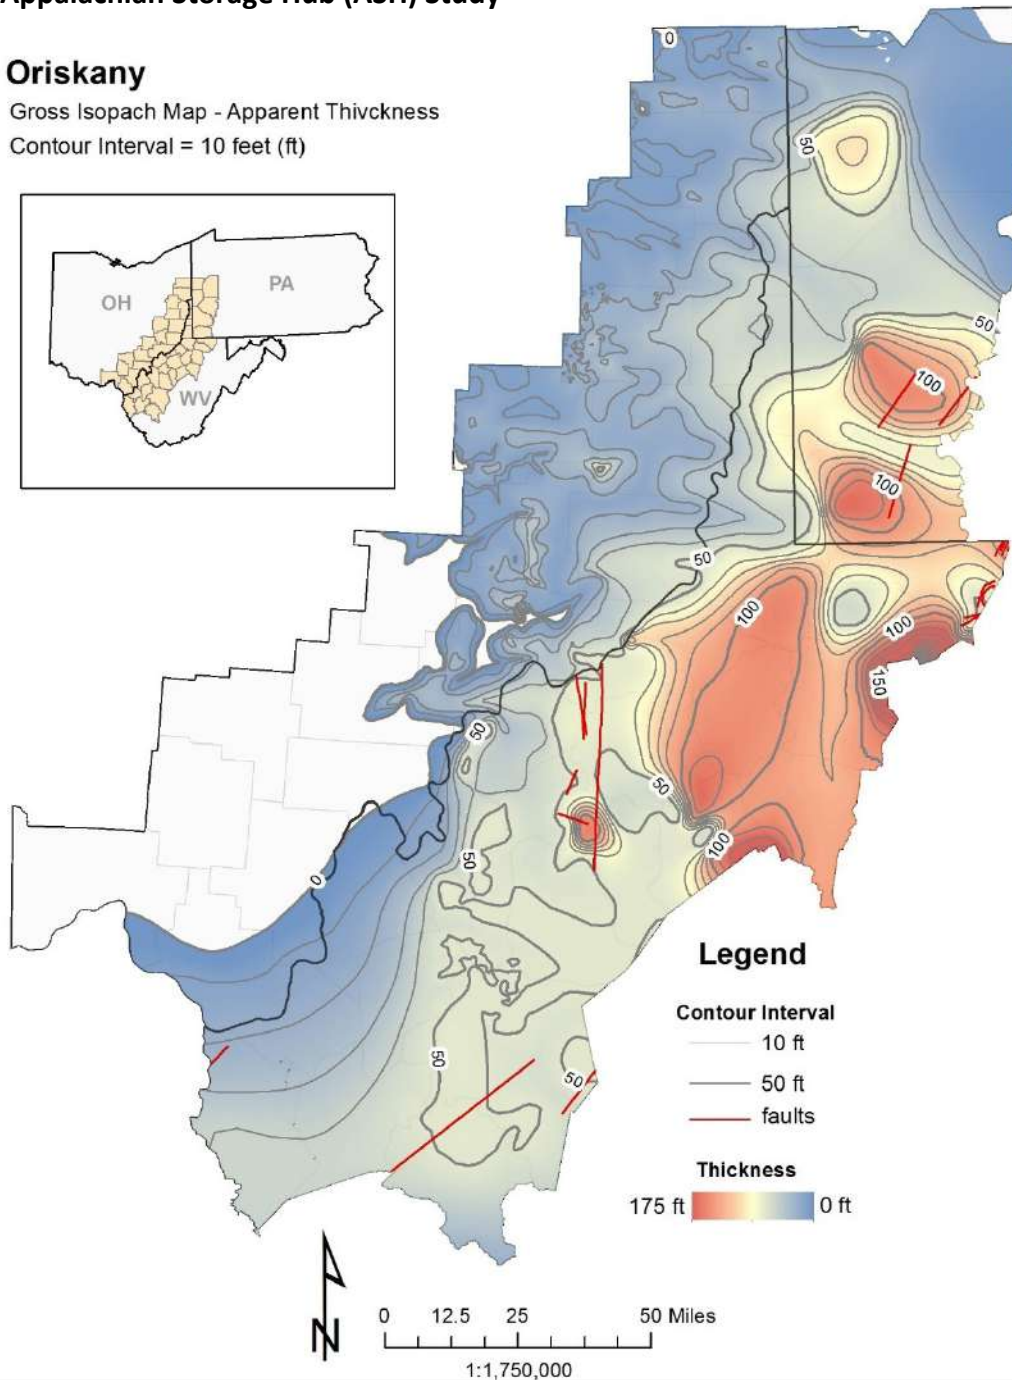 Appalachian Storage Hub (ASH) Study
Oriskany
Gross Isopach Map - Apparent Thivckness
Contour Interval = 10 feet (ft)
OH
PA
WV
0
50
50
100
100
50
100
100
150
50
50
100
50
0
50
50
Legend
Contour Interval
10 ft
50 ft
faults
Thickness
175 ft 0 ft
N
0 12.5 25 50 Miles
1:1,750,000